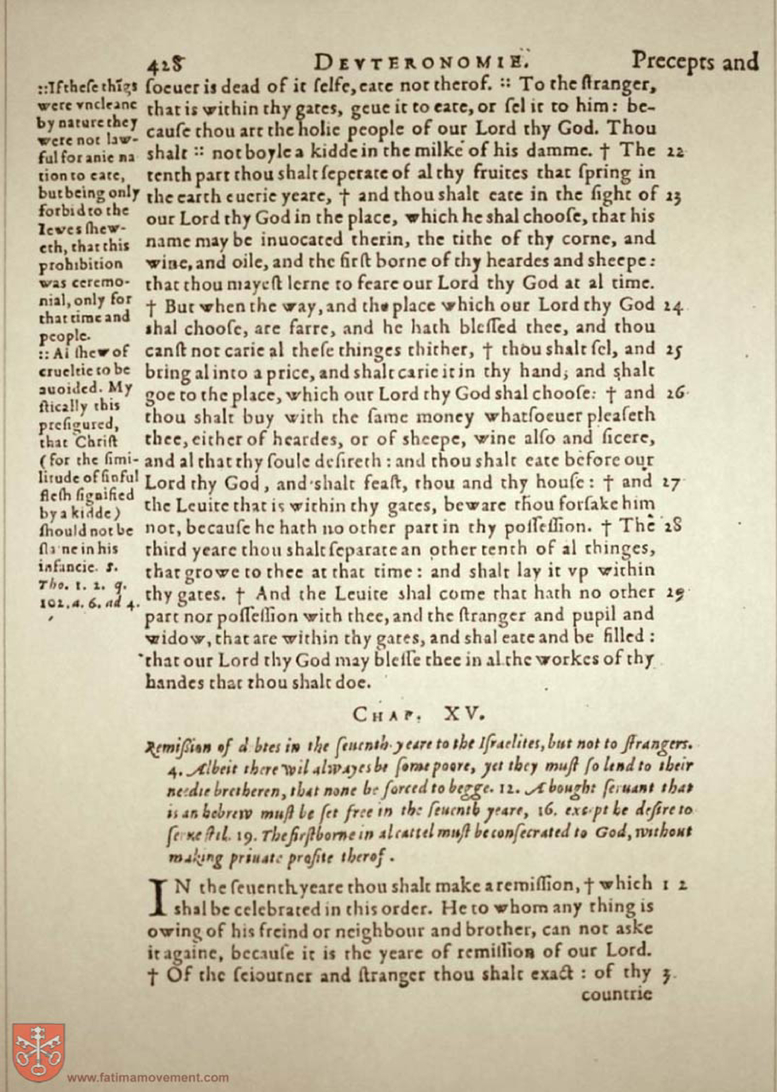 428 DEVTERONOMIE. Precepts and
::If these thĩgs
were vncleane
by nature they
were not law-
ful for anie na
tion to eate,
but being only
forbid to the
Iewes shew-
eth, that this
prohibition
was ceremo-
nial, only for
that time and
people.
:: Al shew of
crueltie to be
auoided. My
stically this
prefigured,
that Christ
(for the simi-
litude of sinful
flesh signified
by a kidde)
should not be
slaine in his
infancie. S.
Tho. 1. 2. q.
102. a. 6. ad 4.
soeuer is dead of it selfe, eate not therof. :: To the stranger,
that is within thy gates, geue it to eate, or sel it to him: be-
cause thou art the holie people of our Lord thy God. Thou
shalt :: not boyle a kidde in the milke of his damme. † The 22
tenth part thou shalt seperate of al thy fruites that spring in
the earth euerie yeare, † and thou shalt eate in the sight of 23
our Lord thy God in the place, which he shal choose, that his
name may be inuocated therin, the tithe of thy corne, and
wine, and oile, and the first borne of thy heardes and sheepe:
that thou mayest lerne to feare our Lord thy God at al time.
† But when the way, and the place which our Lord thy God 24
shal choose, are farre, and he hath blessed thee, and thou
canst not carie al these thinges thither, † thou shalt sel, and 25
bring al into a price, and shalt carie it in thy hand, and shalt
goe to the place, which our Lord thy God shal choose: † and 26
thou shalt buy with the same money whatsoeuer pleaseth
thee, either of heardes, or of sheepe, wine also and sicere,
and al that thy soule desireth: and thou shalt eate before our
Lord thy God, and shalt feast, thou and thy house: † and 27
the Leuite that is within thy gates, beware thou forsake him
not, because he hath no other part in thy possession. † The 28
third yeare thou shalt separate an other tenth of al thinges,
that growe to thee at that time: and shalt lay it vp within
thy gates. † And the Leuite shal come that hath no other 29
part nor possession with thee, and the stranger and pupil and
widow, that are within thy gates, and shal eate and be filled:
that our Lord thy God may blesse thee in al the workes of thy
handes that thou shalt doe.
CHAP. XV.
Remission of debtes in the seuenth yeare to the Israelites, but not to strangers.
4. Albeit there wil alwayes be some poore, yet they must so lend to their
needie bretheren, that none be forced to begge. 12. A bought seruant that
is an hebrew must be set free in the seuenth yeare, 16. except he desire to
serue stil. 19. The first borne in al cattel must be consecrated to God, without
making priuate profite therof.
IN the seuenth yeare thou shalt make a remission, † which 1 2
shal be celebrated in this order. He to whom any thing is
owing of his freind or neighbour and brother, can not aske
it againe, because it is the yeare of remission of our Lord.
† Of the seiourner and stranger thou shalt exact: of thy 3
countrie
www.fatimamovement.com